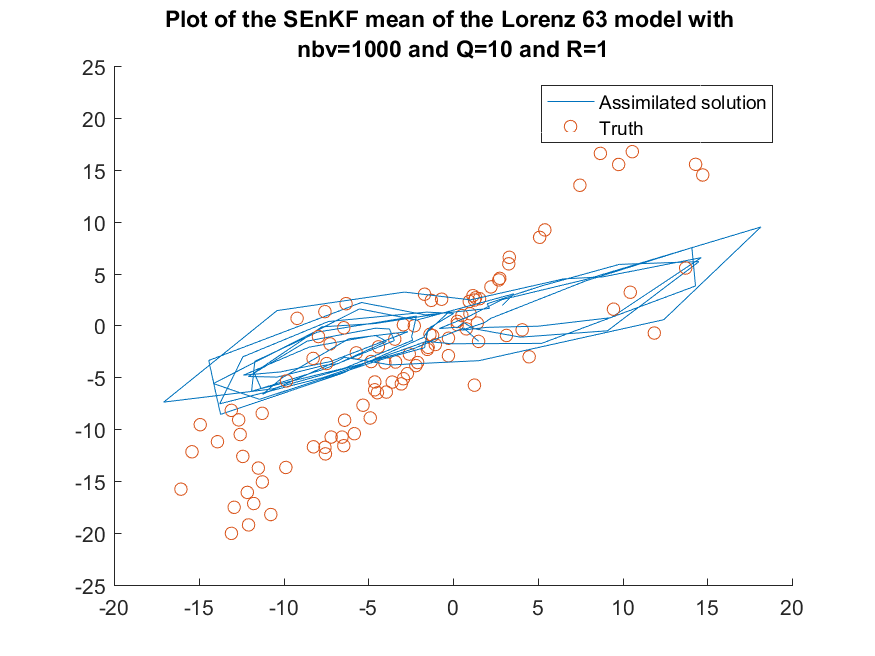 Plot of the SEnKF mean of the Lorenz 63 model with
nbv=1000 and Q=10 and R=1
25
20
15
10
5
0
-5
-10
-15
-20
-25
Assimilated solution
Truth
-20 -15 -10 -5 0 5 10 15 20